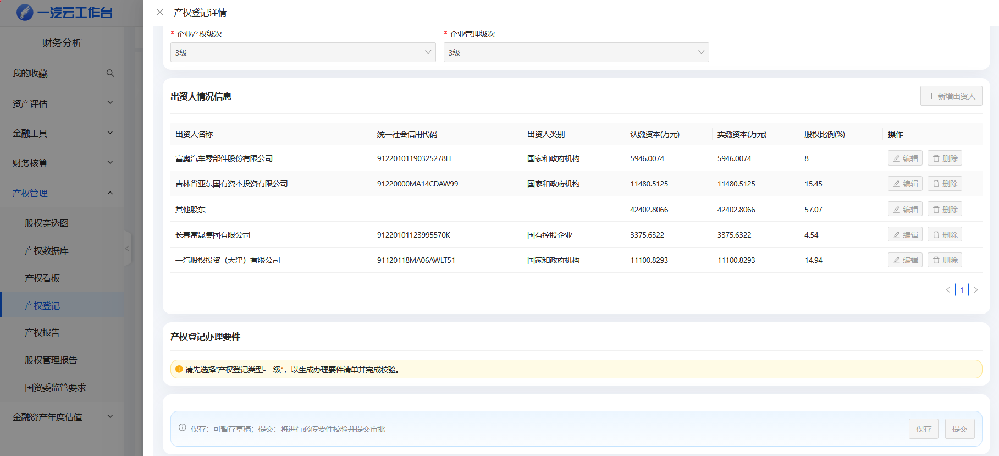 一汽云工作台
财务分析
我的收藏
资产评估
金融工具
财务核算
产权管理
股权穿透图
产权数据库
产权看板
产权登记
产权报告
股权管理报告
国资委监管要求
金融资产年度估值
产权登记详情
* 企业产权级次 * 企业管理级次
3级 3级
出资人情况信息 新增出资人
出资人名称 统一社会信用代码 出资人类别 认缴资本(万元) 实缴资本(万元) 股权比例(%) 操作
富奥汽车零部件股份有限公司 91220101190325278H 国家和政府机构 5946.0074 5946.0074 8 编辑 删除
吉林省亚东国有资本投资有限公司 91220000MA14CDAW99 国家和政府机构 11480.5125 11480.5125 15.45 编辑 删除
其他股东 42402.8066 42402.8066 57.07 编辑 删除
长春富晟集团有限公司 91220101123995570K 国有控股企业 3375.6322 3375.6322 4.54 编辑 删除
一汽股权投资（天津）有限公司 91120118MA06AWLT51 国家和政府机构 11100.8293 11100.8293 14.94 编辑 删除
1
产权登记办理要件
请先选择“产权登记类型-二级”，以生成办理要件清单并完成校验。
保存：可暂存草稿；提交：将进行必传要件校验并提交审批 保存 提交